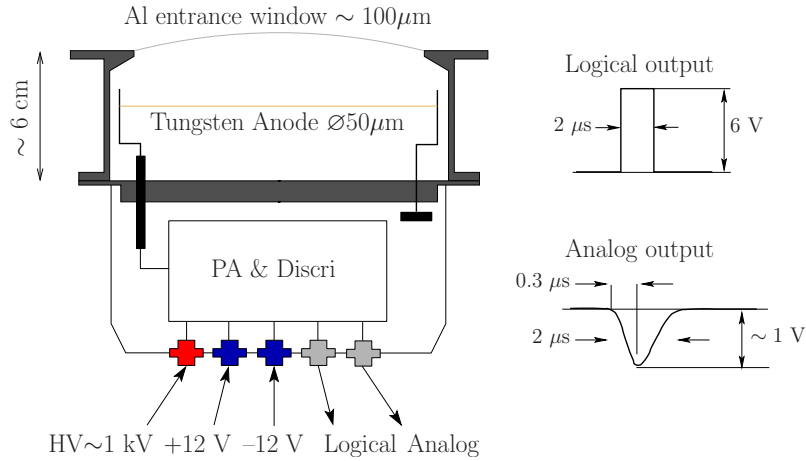 Al entrance window ~ 100μm
~ 6 cm
Tungsten Anode ∅50μm
PA & Discri
HV~1 kV +12 V –12 V Logical Analog
Logical output
2 μs
6 V
Analog output
0.3 μs
2 μs
~ 1 V